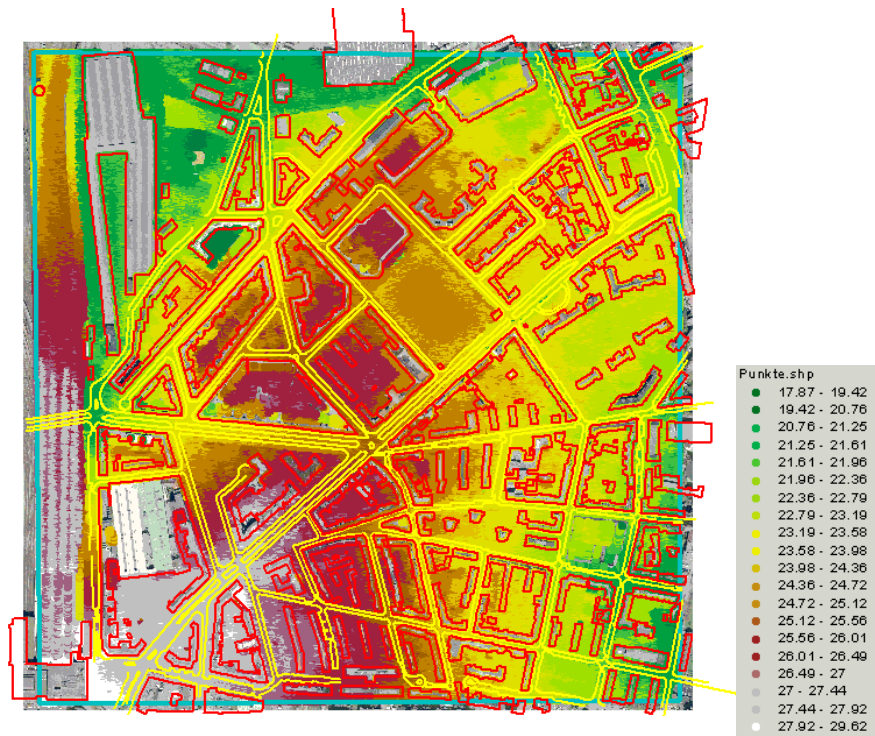 Punkte.shp
17.87 - 19.42
19.42 - 20.76
20.76 - 21.25
21.25 - 21.61
21.61 - 21.96
21.96 - 22.36
22.36 - 22.79
22.79 - 23.19
23.19 - 23.58
23.58 - 23.98
23.98 - 24.36
24.36 - 24.72
24.72 - 25.12
25.12 - 25.56
25.56 - 26.01
26.01 - 26.49
26.49 - 27
27 - 27.44
27.44 - 27.92
27.92 - 29.62